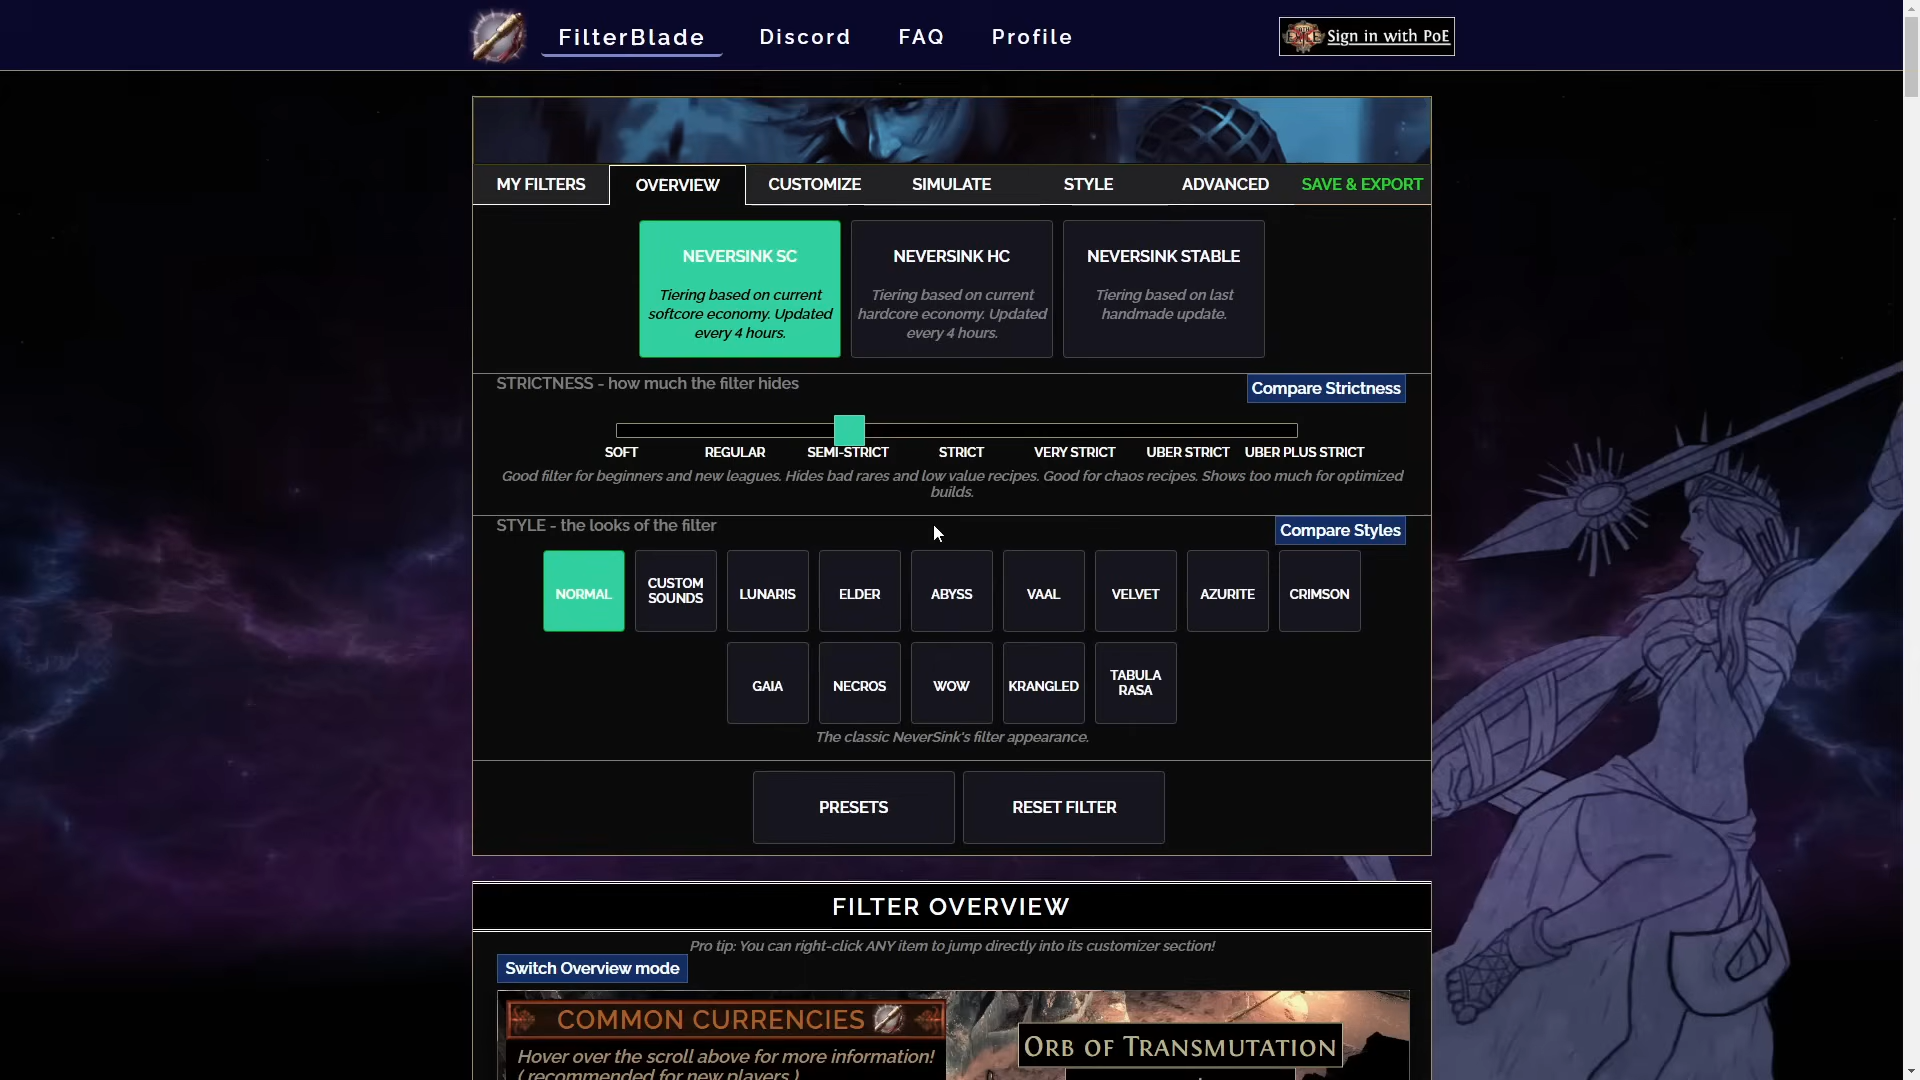 FilterBlade
Discord
FAQ
Profile
Sign in with PoE
MY FILTERS
OVERVIEW
CUSTOMIZE
SIMULATE
STYLE
ADVANCED
SAVE & EXPORT
NEVERSINK SC
Tiering based on current
softcore economy. Updated
every 4 hours.
NEVERSINK HC
Tiering based on current
hardcore economy. Updated
every 4 hours.
NEVERSINK STABLE
Tiering based on last
handmade update.
STRICTNESS - how much the filter hides
Compare Strictness
SOFT
REGULAR
SEMI-STRICT
STRICT
VERY STRICT
UBER STRICT
UBER PLUS STRICT
Good filter for beginners and new leagues. Hides bad rares and low value recipes. Good for chaos recipes. Shows too much for optimized
builds.
STYLE - the looks of the filter
Compare Styles
NORMAL
CUSTOM
SOUNDS
LUNARIS
ELDER
ABYSS
VAAL
VELVET
AZURITE
CRIMSON
GAIA
NECROS
WOW
KRANGLED
TABULA
RASA
The classic NeverSink's filter appearance.
PRESETS
RESET FILTER
FILTER OVERVIEW
Pro tip: You can right-click ANY item to jump directly into its customizer section!
Switch Overview mode
COMMON CURRENCIES
Hover over the scroll above for more information!
( recommended for new players )
ORB OF TRANSMUTATION